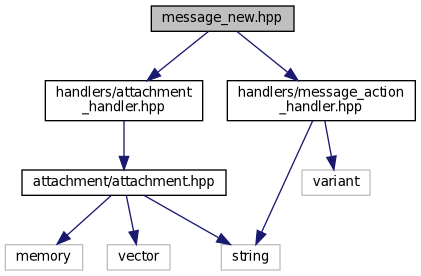 message_new.hpp
handlers/attachment
_handler.hpp
handlers/message_action
_handler.hpp
attachment/attachment.hpp
variant
memory
vector
string